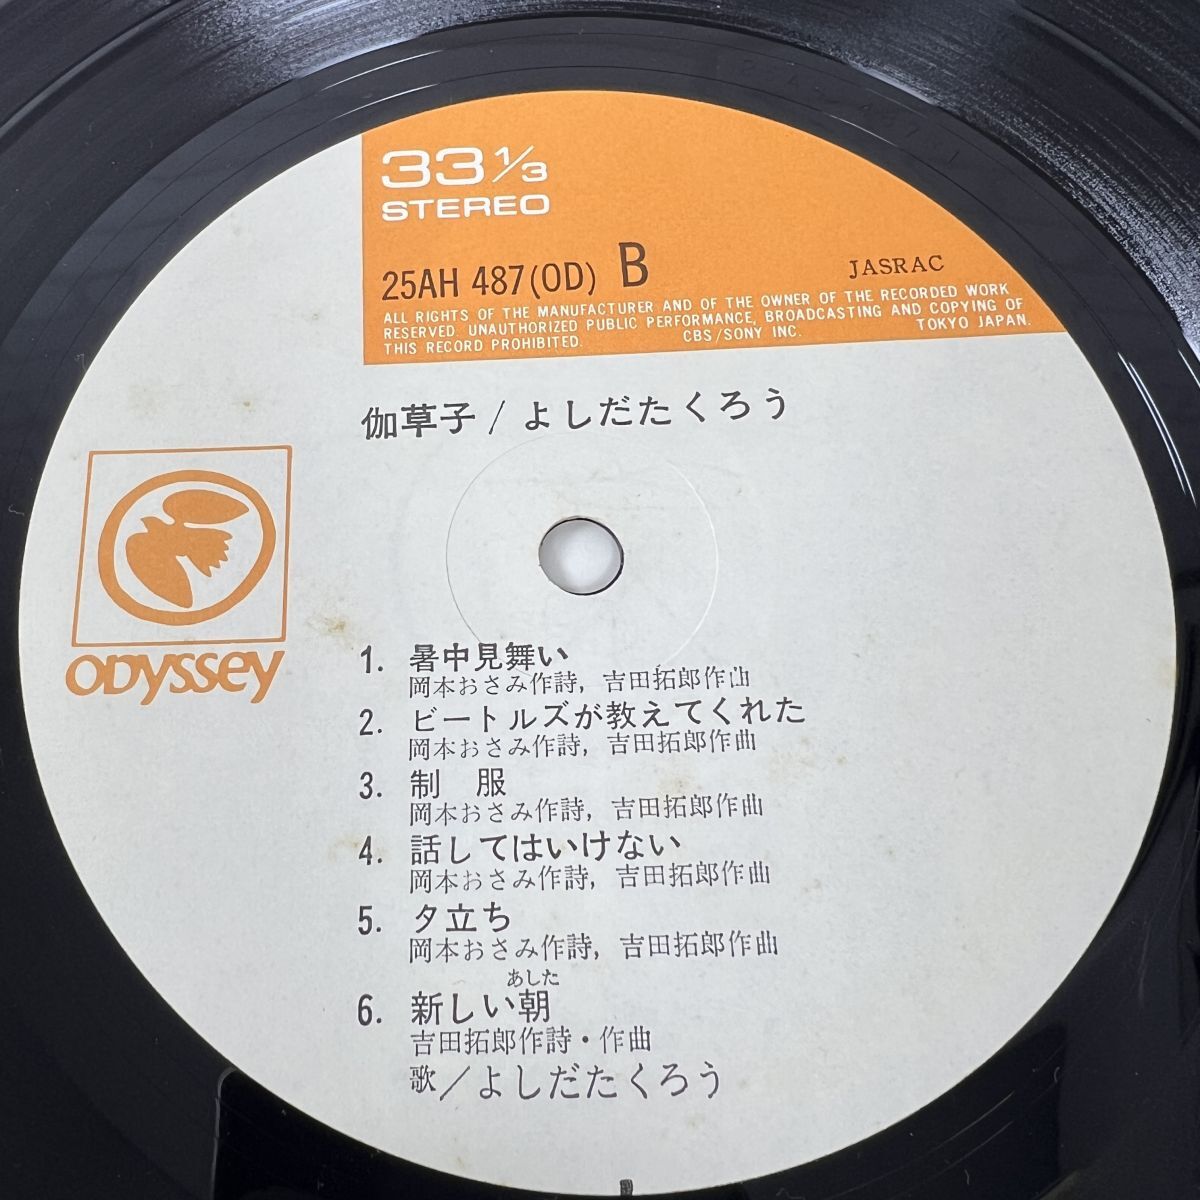 33 1/3
STEREO
25AH 487(OD) B
JASRAC
ALL RIGHTS OF THE MANUFACTURER AND OF THE OWNER OF THE RECORDED WORK
RESERVED. UNAUTHORIZED PUBLIC PERFORMANCE, BROADCASTING AND COPYING OF
THIS RECORD PROHIBITED. CBS/SONY INC. TOKYO JAPAN.
伽草子/よしだたくろう
ODYSSEY
1. 暑中見舞い
岡本おさみ作詩, 吉田拓郎作曲
2. ビートルズが教えてくれた
岡本おさみ作詩, 吉田拓郎作曲
3. 制 服
岡本おさみ作詩, 吉田拓郎作曲
4. 話してはいけない
岡本おさみ作詩, 吉田拓郎作曲
5. 夕立ち
岡本おさみ作詩, 吉田拓郎作曲
あした
6. 新しい朝
吉田拓郎作詩・作曲
歌/よしだたくろう